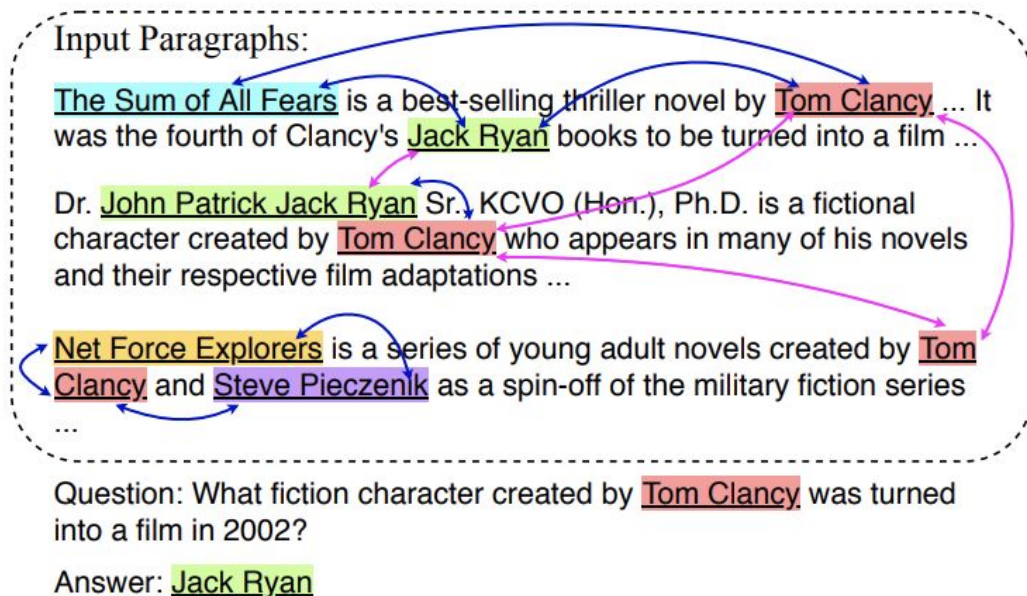 Input Paragraphs:
The Sum of All Fears is a best-selling thriller novel by Tom Clancy ... It
was the fourth of Clancy's Jack Ryan books to be turned into a film ...
Dr. John Patrick Jack Ryan Sr., KCVO (Hon.), Ph.D. is a fictional
character created by Tom Clancy who appears in many of his novels
and their respective film adaptations ...
Net Force Explorers is a series of young adult novels created by Tom
Clancy and Steve Pieczenik as a spin-off of the military fiction series
...
Question: What fiction character created by Tom Clancy was turned
into a film in 2002?
Answer: Jack Ryan